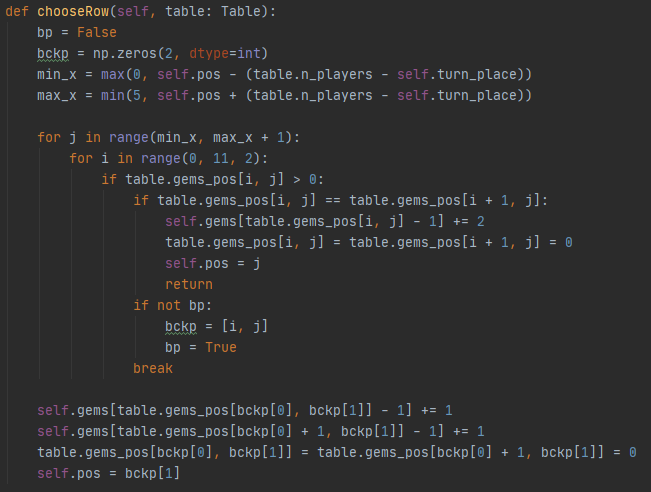 def chooseRow(self, table: Table):
    bp = False
    bckp = np.zeros(2, dtype=int)
    min_x = max(0, self.pos - (table.n_players - self.turn_place))
    max_x = min(5, self.pos + (table.n_players - self.turn_place))

    for j in range(min_x, max_x + 1):
        for i in range(0, 11, 2):
            if table.gems_pos[i, j] > 0:
                if table.gems_pos[i, j] == table.gems_pos[i + 1, j]:
                    self.gems[table.gems_pos[i, j] - 1] += 2
                    table.gems_pos[i, j] = table.gems_pos[i + 1, j] = 0
                    self.pos = j
                    return
                if not bp:
                    bckp = [i, j]
                    bp = True
                break

    self.gems[table.gems_pos[bckp[0], bckp[1]] - 1] += 1
    self.gems[table.gems_pos[bckp[0] + 1, bckp[1]] - 1] += 1
    table.gems_pos[bckp[0], bckp[1]] = table.gems_pos[bckp[0] + 1, bckp[1]] = 0
    self.pos = bckp[1]